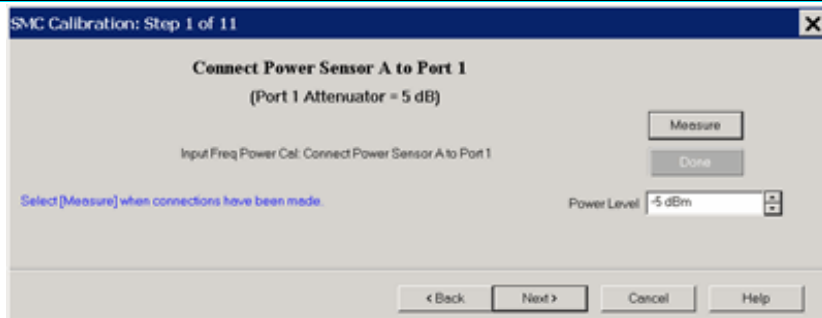 SMC Calibration: Step 1 of 11
Connect Power Sensor A to Port 1
(Port 1 Attenuator = 5 dB)
Measure
Input Freq Power Cal: Connect Power Sensor A to Port 1
Done
Select [Measure] when connections have been made.
Power Level -5 dBm
< Back Next > Cancel Help